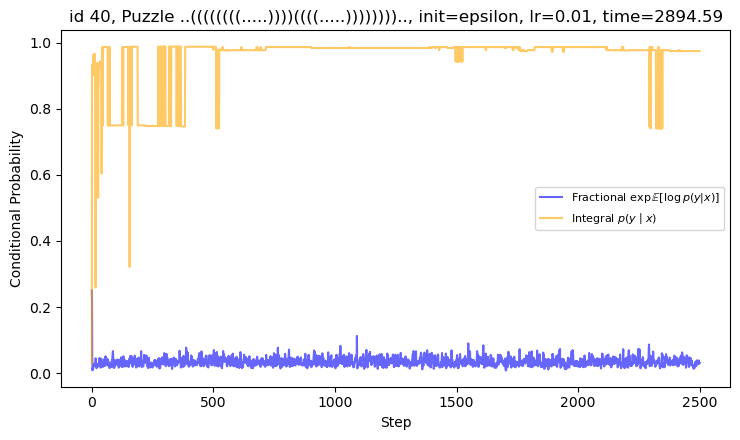 id 40, Puzzle ..((((((((.....))))((((.....)))))))).., init=epsilon, lr=0.01, time=2894.59
1.0
0.8
0.6
0.4
0.2
0.0
Conditional Probability
Fractional exp𝔼[log p(y|x)]
Integral p(y | x)
0
500
1000
1500
2000
2500
Step